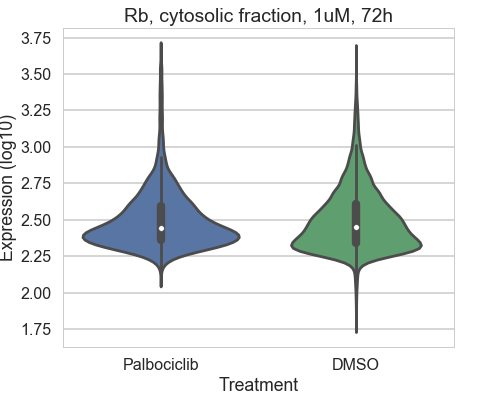 Rb, cytosolic fraction, 1uM, 72h
3.75
3.50
3.25
3.00
2.75
2.50
2.25
2.00
1.75
Expression (log10)
Palbociclib DMSO
Treatment